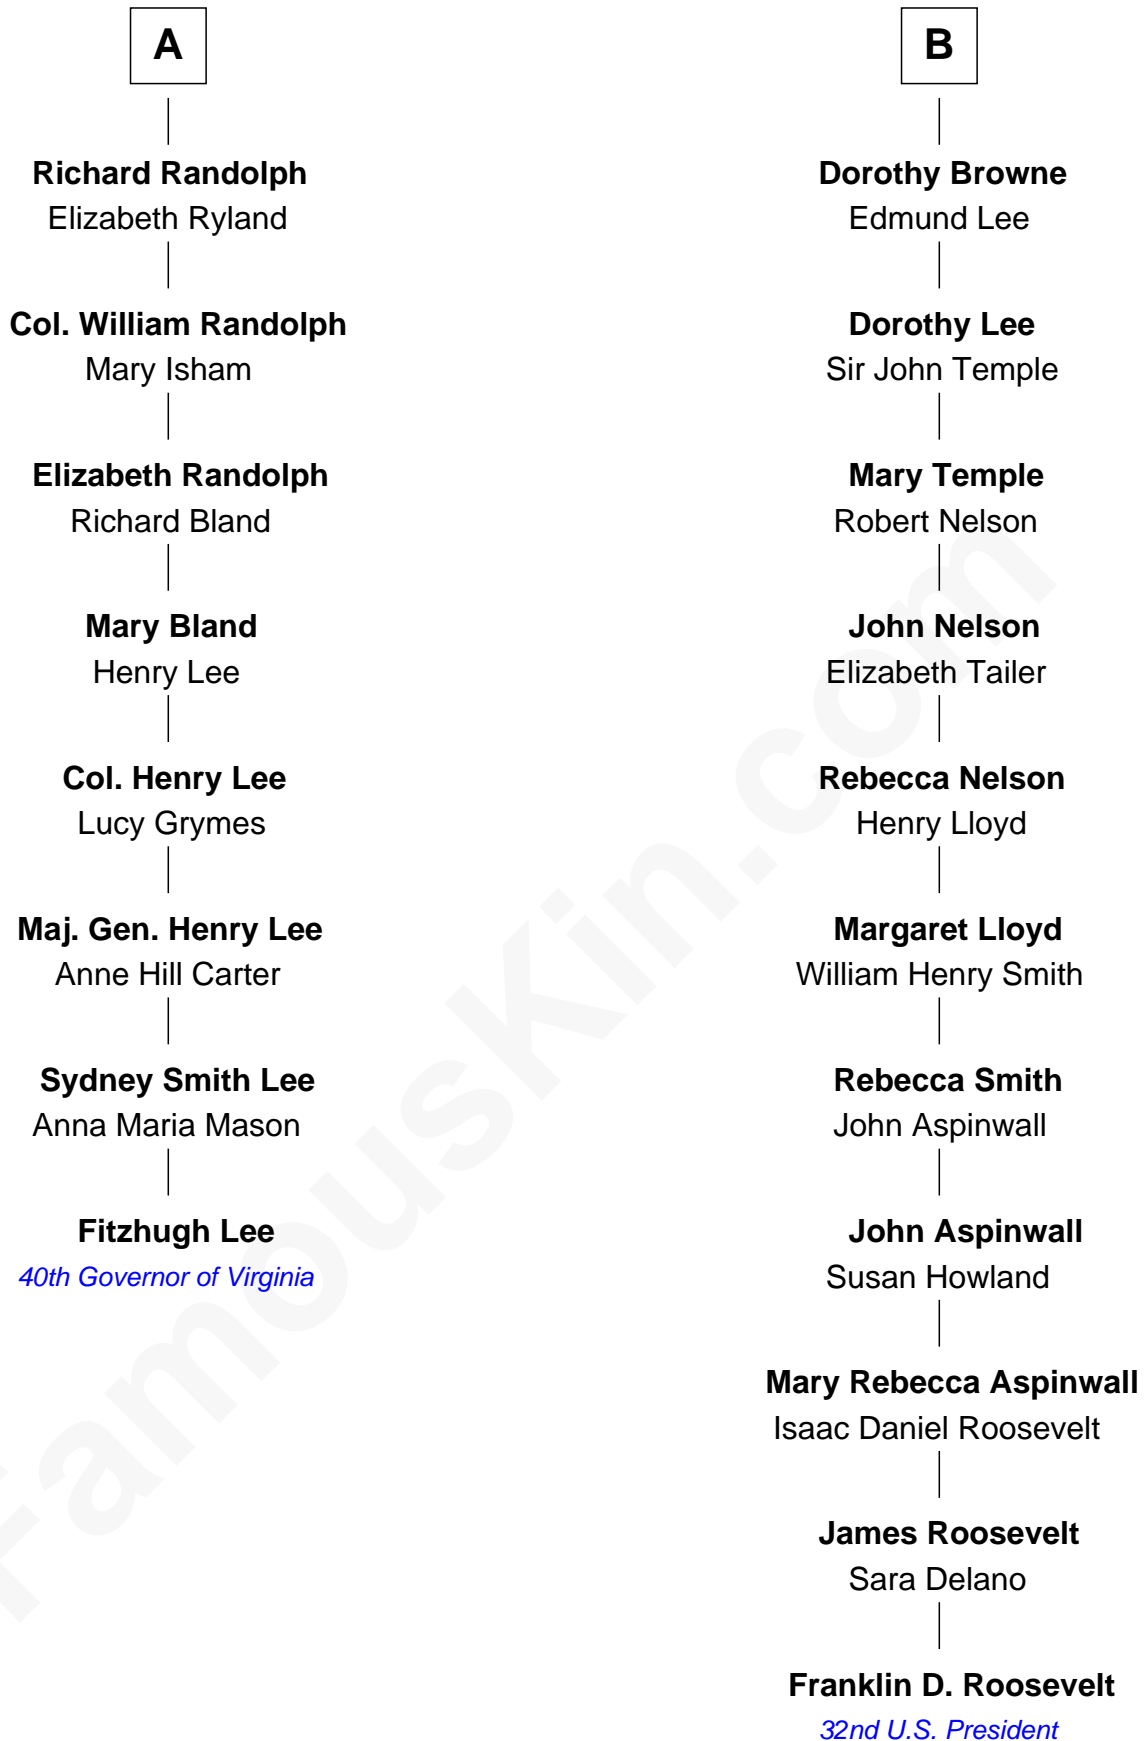 A
Richard Randolph
Elizabeth Ryland
Col. William Randolph
Mary Isham
Elizabeth Randolph
Richard Bland
Mary Bland
Henry Lee
Col. Henry Lee
Lucy Grymes
Maj. Gen. Henry Lee
Anne Hill Carter
Sydney Smith Lee
Anna Maria Mason
Fitzhugh Lee
40th Governor of Virginia
B
Dorothy Browne
Edmund Lee
Dorothy Lee
Sir John Temple
Mary Temple
Robert Nelson
John Nelson
Elizabeth Tailer
Rebecca Nelson
Henry Lloyd
Margaret Lloyd
William Henry Smith
Rebecca Smith
John Aspinwall
John Aspinwall
Susan Howland
Mary Rebecca Aspinwall
Isaac Daniel Roosevelt
James Roosevelt
Sara Delano
Franklin D. Roosevelt
32nd U.S. President
FamousKin.com